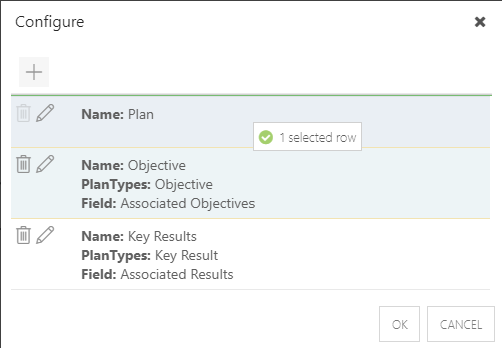 Configure
Name: Plan
1 selected row
Name: Objective
PlanTypes: Objective
Field: Associated Objectives
Name: Key Results
PlanTypes: Key Result
Field: Associated Results
OK
CANCEL